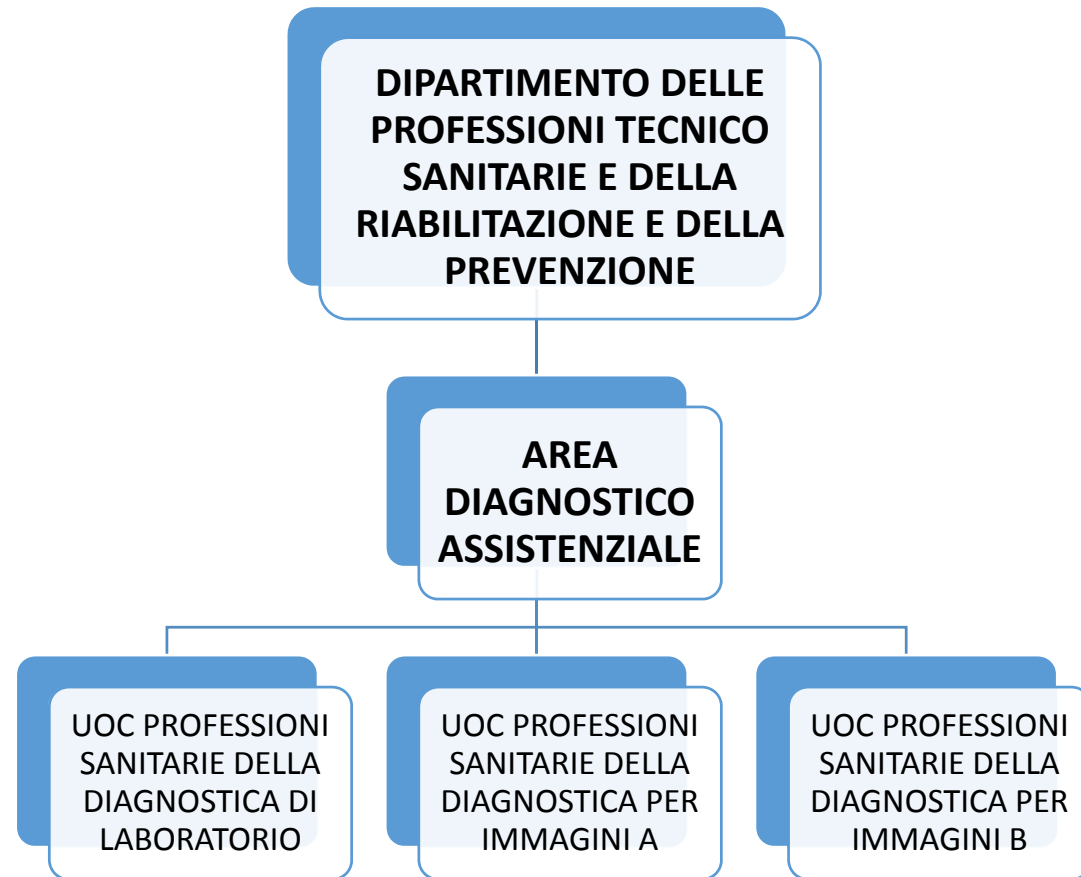 DIPARTIMENTO DELLE
PROFESSIONI TECNICO
SANITARIE E DELLA
RIABILITAZIONE E DELLA
PREVENZIONE
AREA
DIAGNOSTICO
ASSISTENZIALE
UOC PROFESSIONI
SANITARIE DELLA
DIAGNOSTICA DI
LABORATORIO
UOC PROFESSIONI
SANITARIE DELLA
DIAGNOSTICA PER
IMMAGINI A
UOC PROFESSIONI
SANITARIE DELLA
DIAGNOSTICA PER
IMMAGINI B